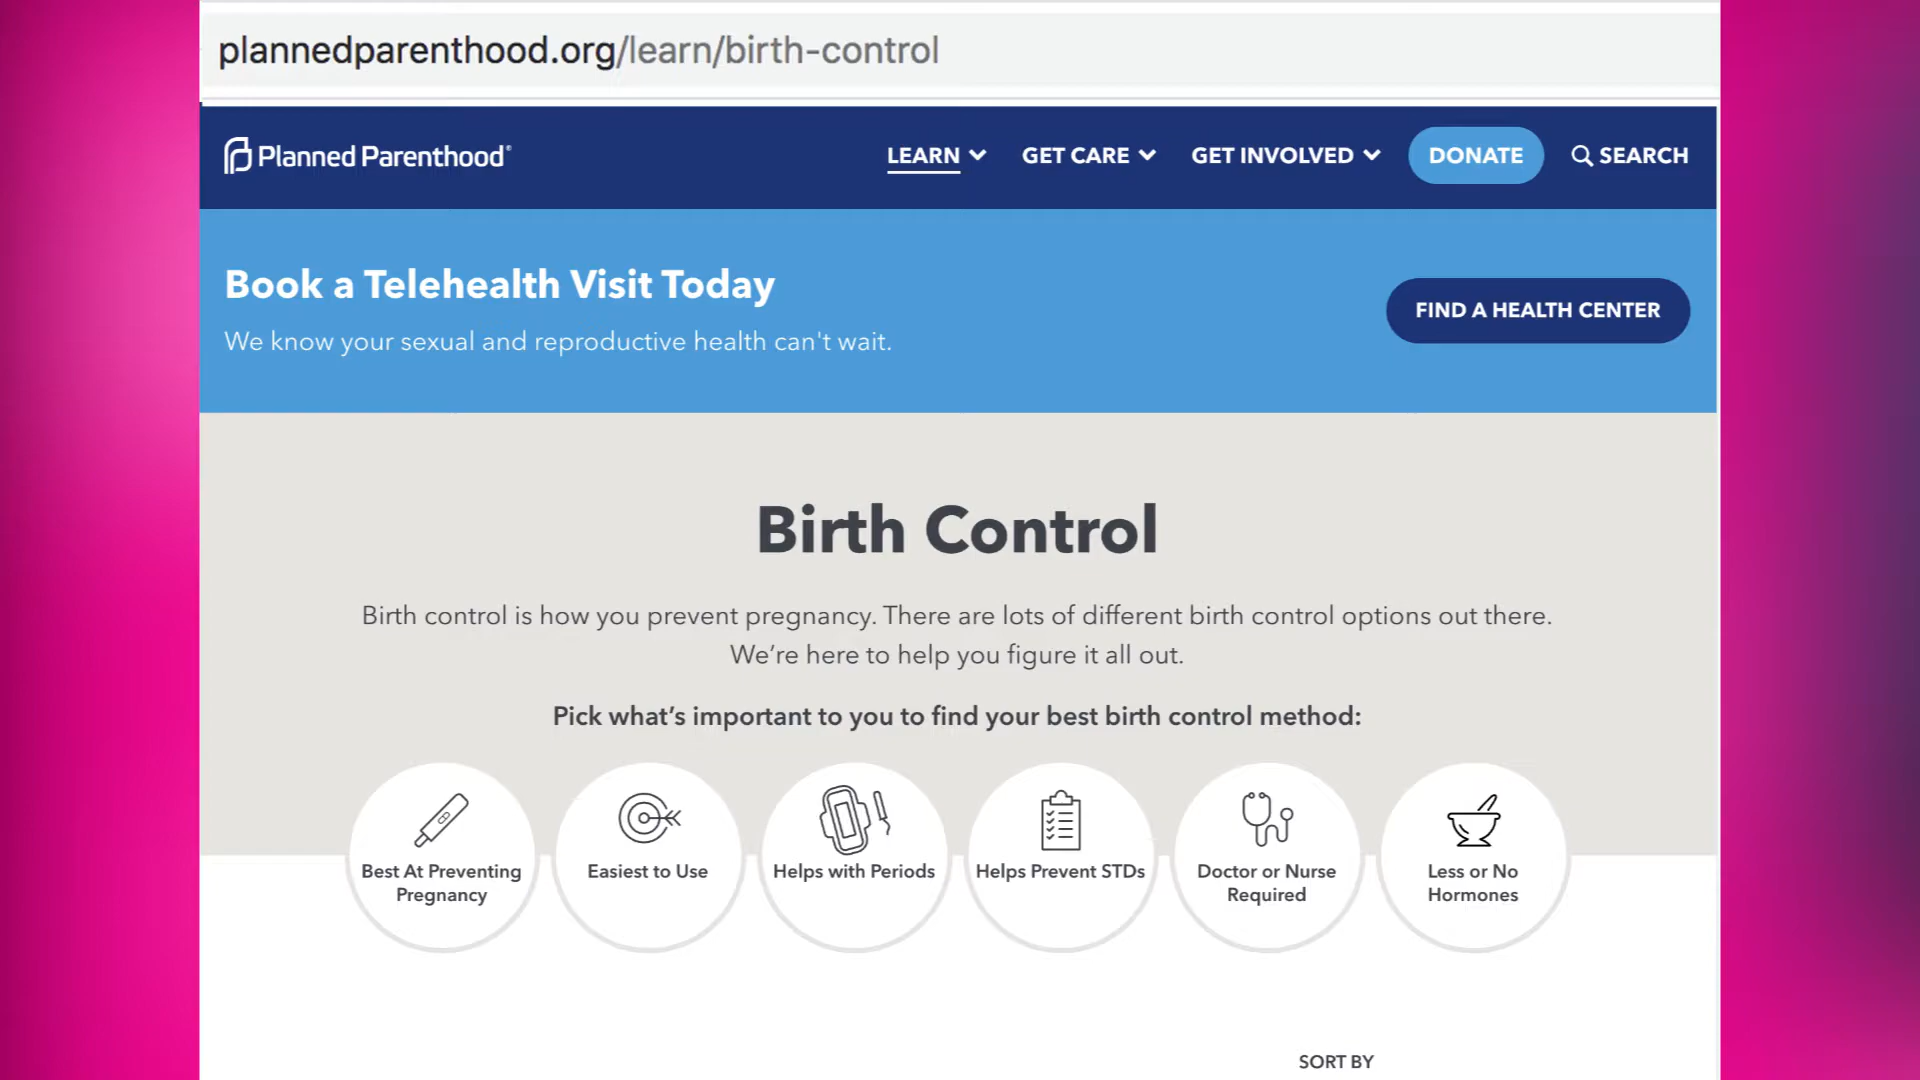 plannedparenthood.org/learn/birth-control
Planned Parenthood®
LEARN GET CARE GET INVOLVED DONATE SEARCH
Book a Telehealth Visit Today
We know your sexual and reproductive health can't wait.
FIND A HEALTH CENTER
Birth Control
Birth control is how you prevent pregnancy. There are lots of different birth control options out there.
We’re here to help you figure it all out.
Pick what’s important to you to find your best birth control method:
Best At Preventing
Pregnancy
Easiest to Use
Helps with Periods
Helps Prevent STDs
Doctor or Nurse
Required
Less or No
Hormones
SORT BY